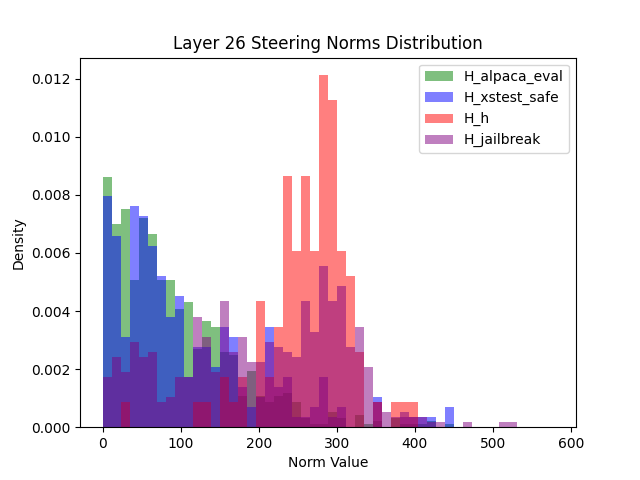 Layer 26 Steering Norms Distribution
H_alpaca_eval
H_xstest_safe
H_h
H_jailbreak
Density
0.012
0.010
0.008
0.006
0.004
0.002
0.000
0 100 200 300 400 500 600
Norm Value